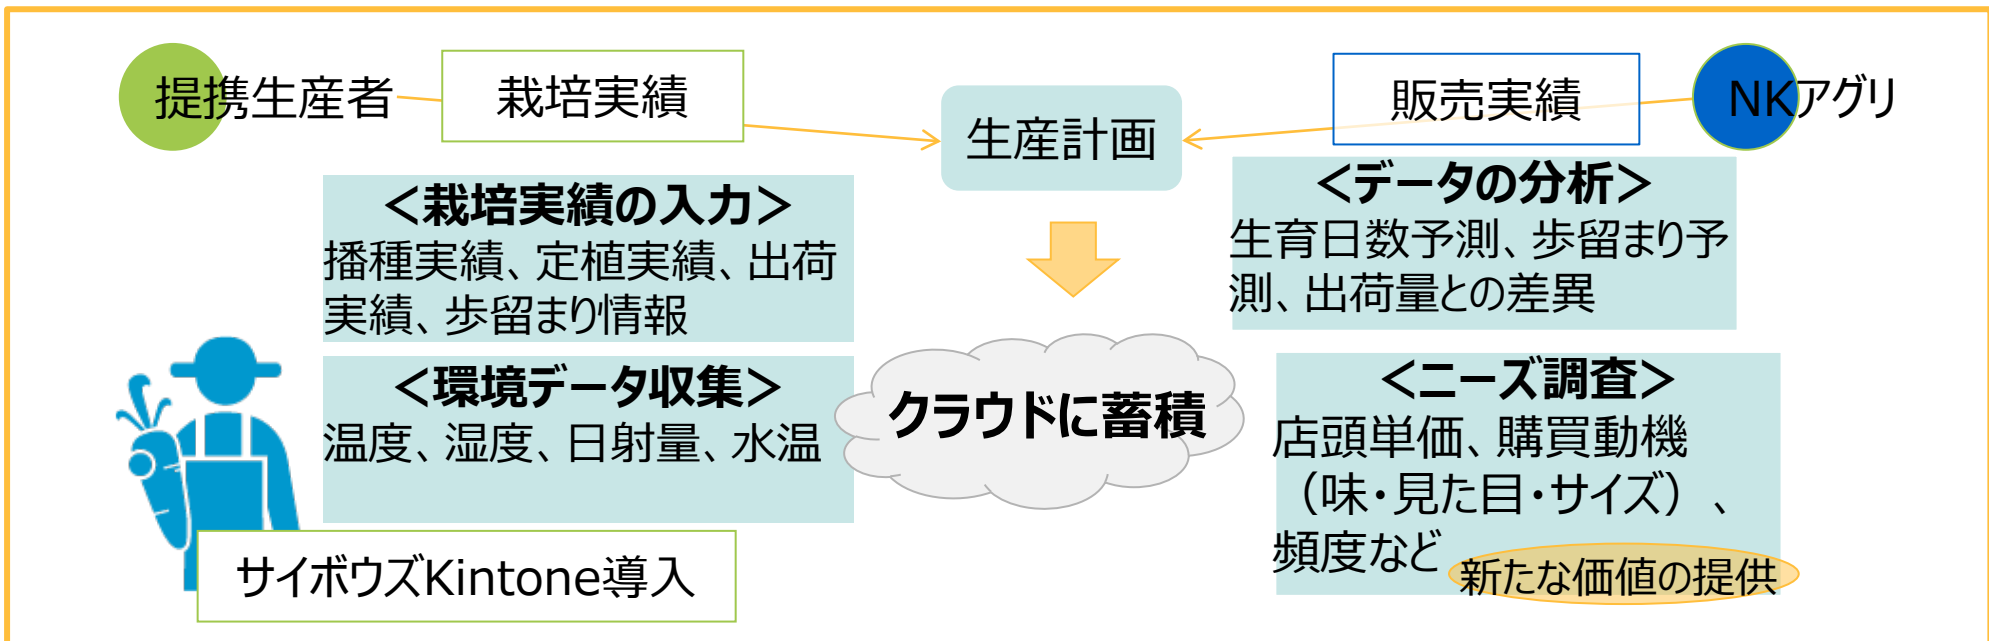 提携生産者
栽培実績
生産計画
販売実績
NKアグリ
＜栽培実績の入力＞
播種実績、定植実績、出荷
実績、歩留まり情報
＜環境データ収集＞
温度、湿度、日射量、水温
サイボウズKintone導入
クラウドに蓄積
＜データの分析＞
生育日数予測、歩留まり予
測、出荷量との差異
＜ニーズ調査＞
店頭単価、購買動機
（味・見た目・サイズ）、
頻度など
新たな価値の提供